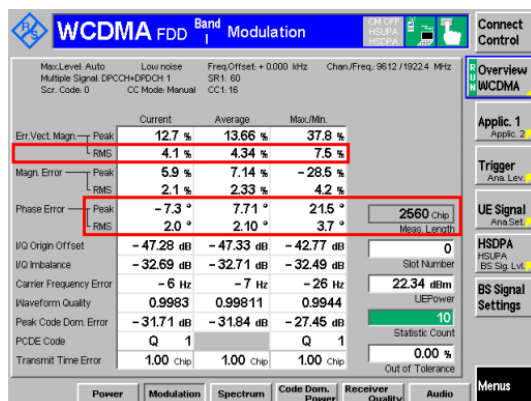 WCDMA FDD Band I Modulation
CM OFF
HSUPA
HSDPA
Connect Control
Max.Level: Auto Low noise Freq.Offset: + 0.000 kHz Chan./Freq.: 9612 / 1922.4 MHz
Multiple Signal: DPCCH+DPDCH 1 SR1: 60
Scr. Code: 0 CC Mode: Manual CC1: 16
RUN
Overview WCDMA
Current Average Max./Min.
Err.Vect. Magn. Peak 12.7 % 13.66 % 37.8 %
RMS 4.1 % 4.34 % 7.5 %
Magn. Error Peak 5.9 % 7.14 % - 28.5 %
RMS 2.1 % 2.33 % 4.2 %
Phase Error Peak - 7.3 ° 7.71 ° 21.5 °
RMS 2.0 ° 2.10 ° 3.7 °
I/Q Origin Offset - 47.28 dB - 47.33 dB - 42.77 dB
I/Q Imbalance - 32.69 dB - 32.71 dB - 32.49 dB
Carrier Frequency Error - 6 Hz - 7 Hz - 26 Hz
Waveform Quality 0.9983 0.99811 0.9944
Peak Code Dom. Error - 31.71 dB - 31.84 dB - 27.45 dB
PCDE Code Q 1 Q 1
Transmit Time Error 1.00 Chip 1.00 Chip 1.00 Chip
2560 Chip
Meas. Length
0
Slot Number
22.34 dBm
UEPower
10
Statistic Count
0.00 %
Out of Tolerance
Applic. 1
Applic. 2
Trigger
Ana. Lev.
UE Signal
Ana.Set.
HSDPA
HSUPA
BS Sig. Lvl.
BS Signal
Settings
Menus
Power Modulation Spectrum Code Dom. Power Receiver Quality Audio